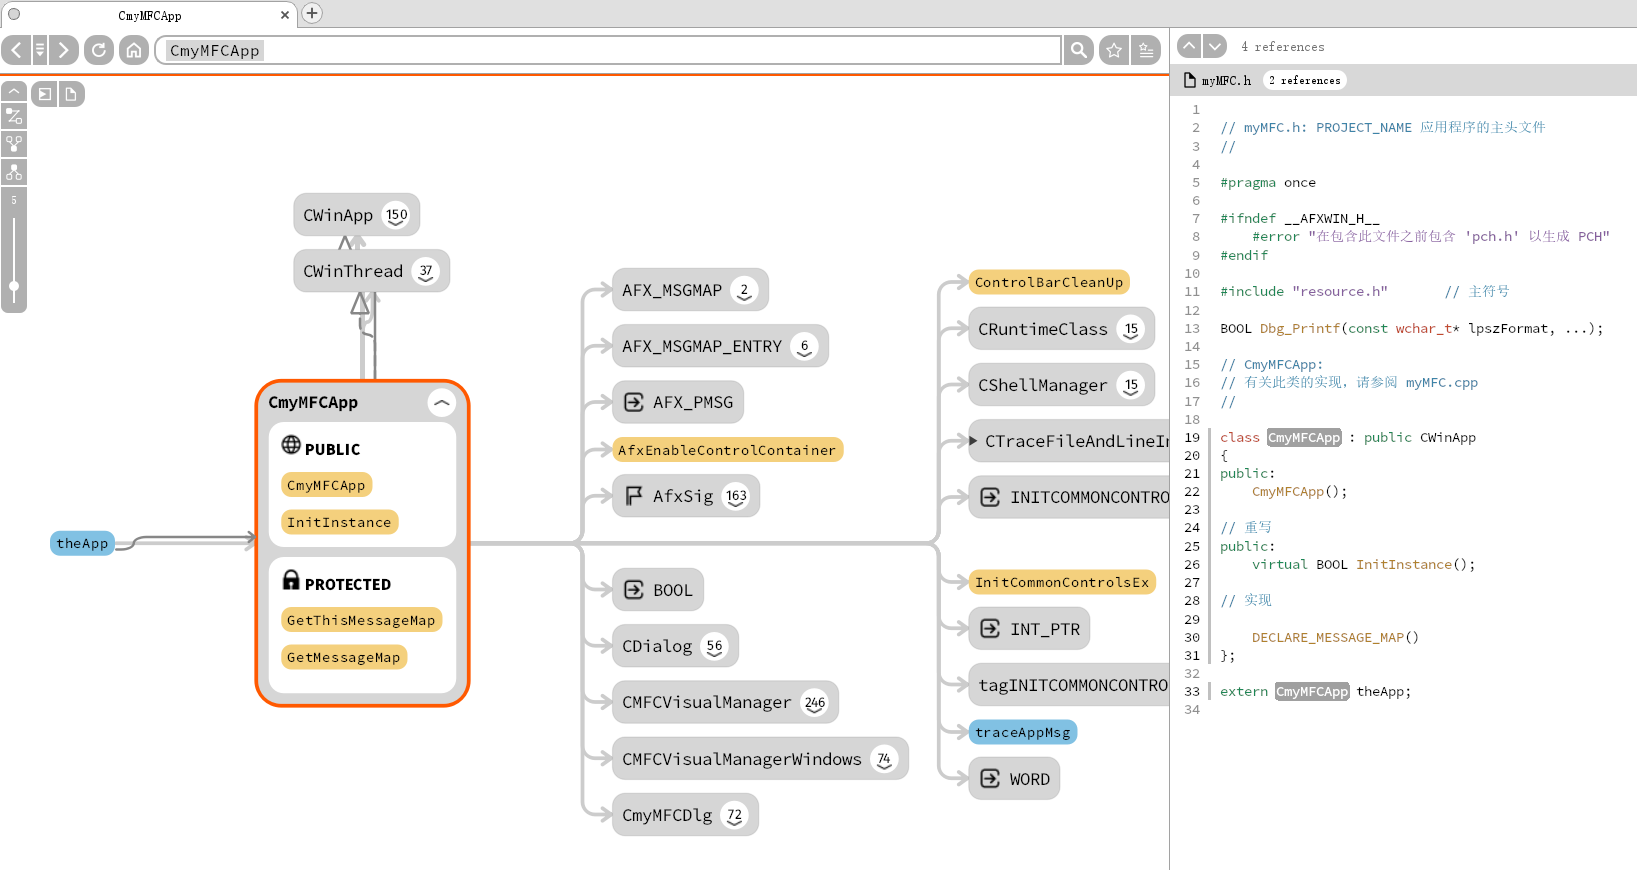 CmyMFCApp
CmyMFCApp
5
CWinApp 150
CWinThread 37
CmyMFCApp
PUBLIC
CmyMFCApp
InitInstance
PROTECTED
GetThisMessageMap
GetMessageMap
theApp
AFX_MSGMAP 2
AFX_MSGMAP_ENTRY 6
AFX_PMSG
AfxEnableControlContainer
AfxSig 163
BOOL
CDialog 56
CMFCVisualManager 246
CMFCVisualManagerWindows 74
CmyMFCDlg 72
ControlBarCleanUp
CRuntimeClass 15
CShellManager 15
CTraceFileAndLineIn
INITCOMMONCONTRO
InitCommonControlsEx
INT_PTR
tagINITCOMMONCONTRO
traceAppMsg
WORD
4 references
myMFC.h 2 references
1
2 // myMFC.h: PROJECT_NAME 应用程序的主头文件
3 //
4
5 #pragma once
6
7 #ifndef __AFXWIN_H__
8 #error "在包含此文件之前包含 'pch.h' 以生成 PCH"
9 #endif
10
11 #include "resource.h" // 主符号
12
13 BOOL Dbg_Printf(const wchar_t* lpszFormat, ...);
14
15 // CmyMFCApp:
16 // 有关此类的实现，请参阅 myMFC.cpp
17 //
18
19 class CmyMFCApp : public CWinApp
20 {
21 public:
22 CmyMFCApp();
23
24 // 重写
25 public:
26 virtual BOOL InitInstance();
27
28 // 实现
29
30 DECLARE_MESSAGE_MAP()
31 };
32
33 extern CmyMFCApp theApp;
34